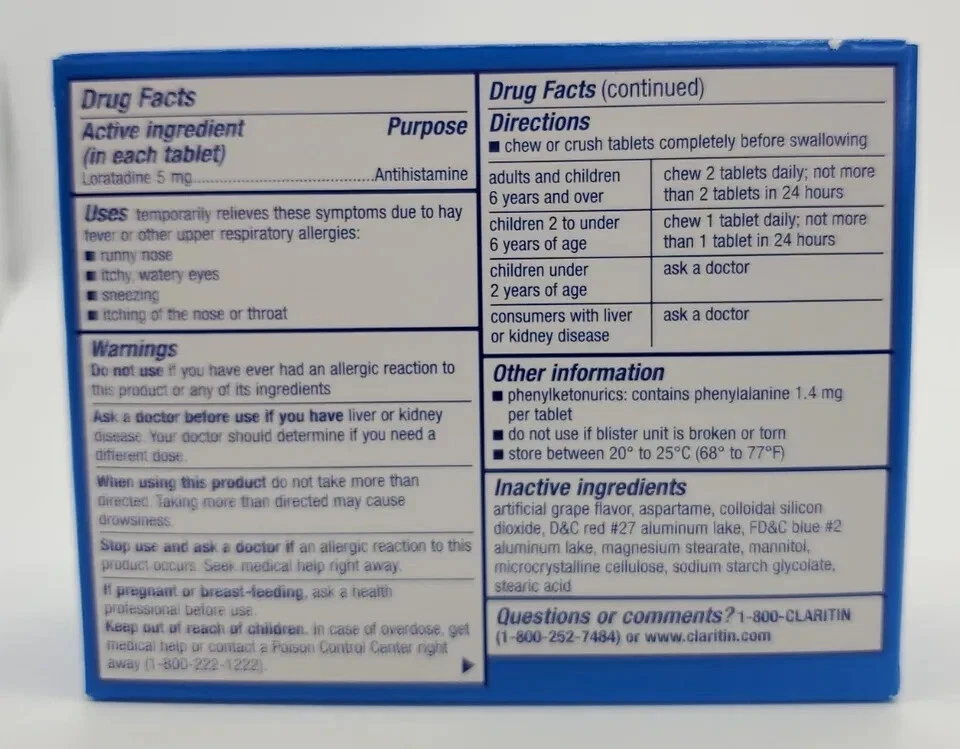 Drug Facts
Active ingredient Purpose
(in each tablet)
Loratadine 5 mg..............................Antihistamine
Uses temporarily relieves these symptoms due to hay
fever or other upper respiratory allergies:
■ runny nose
■ itchy, watery eyes
■ sneezing
■ itching of the nose or throat
Warnings
Do not use if you have ever had an allergic reaction to
this product or any of its ingredients
Ask a doctor before use if you have liver or kidney
disease. Your doctor should determine if you need a
different dose.
When using this product do not take more than
directed. Taking more than directed may cause
drowsiness.
Stop use and ask a doctor if an allergic reaction to this
product occurs. Seek medical help right away.
If pregnant or breast-feeding, ask a health
professional before use.
Keep out of reach of children. In case of overdose, get
medical help or contact a Poison Control Center right
away (1-800-222-1222).
Drug Facts (continued)
Directions
■ chew or crush tablets completely before swallowing
adults and children chew 2 tablets daily; not more
6 years and over than 2 tablets in 24 hours
children 2 to under chew 1 tablet daily; not more
6 years of age than 1 tablet in 24 hours
children under ask a doctor
2 years of age
consumers with liver ask a doctor
or kidney disease
Other information
■ phenylketonurics: contains phenylalanine 1.4 mg
per tablet
■ do not use if blister unit is broken or torn
■ store between 20° to 25°C (68° to 77°F)
Inactive ingredients
artificial grape flavor, aspartame, colloidal silicon
dioxide, D&C red #27 aluminum lake, FD&C blue #2
aluminum lake, magnesium stearate, mannitol,
microcrystalline cellulose, sodium starch glycolate,
stearic acid
Questions or comments? 1-800-CLARITIN
(1-800-252-7484) or www.claritin.com